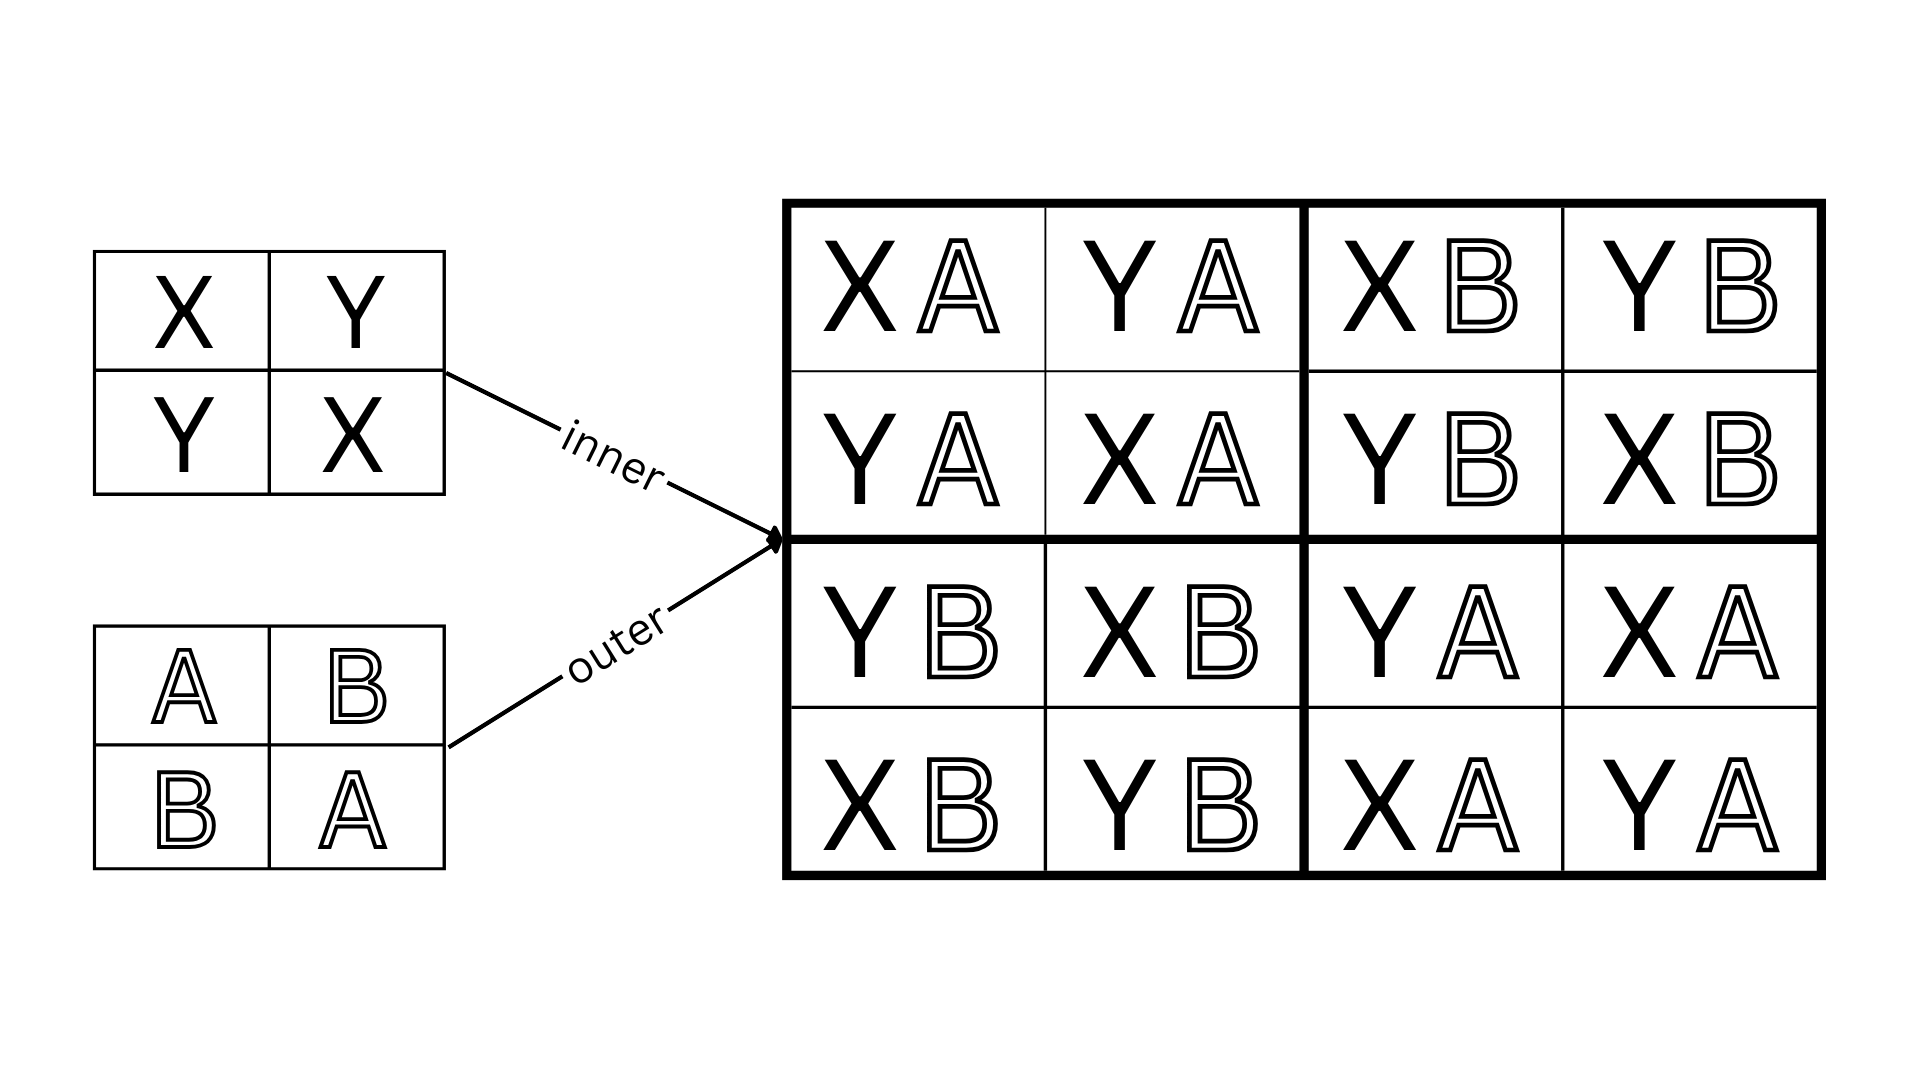 X Y
Y X
inner
outer
A B
B A
XA YA XB YB
YA XA YB XB
YB XB YA XA
XB YB XA YA